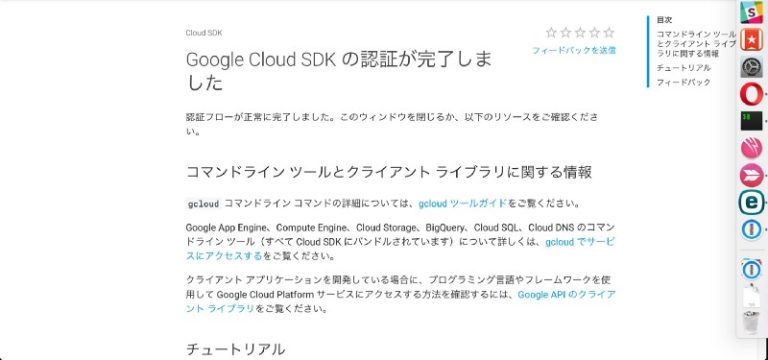 Cloud SDK
Google Cloud SDK の認証が完了しま
した
フィードバックを送信
認証フローが正常に完了しました。このウィンドウを閉じるか、以下のリソースをご確認くださ
い。
コマンドライン ツールとクライアント ライブラリに関する情報
gcloud コマンドライン コマンドの詳細については、gcloud ツールガイドをご覧ください。
Google App Engine、Compute Engine、Cloud Storage、BigQuery、Cloud SQL、Cloud DNS のコマン
ドライン ツール（すべて Cloud SDK にバンドルされています）について詳しくは、gcloud でサービ
スにアクセスするをご覧ください。
クライアント アプリケーションを開発している場合に、プログラミング言語やフレームワークを使
用して Google Cloud Platform サービスにアクセスする方法を確認するには、Google API のクライア
ント ライブラリをご覧ください。
チュートリアル
目次
コマンドライン ツール
とクライアント ライブ
ラリに関する情報
チュートリアル
フィードバック